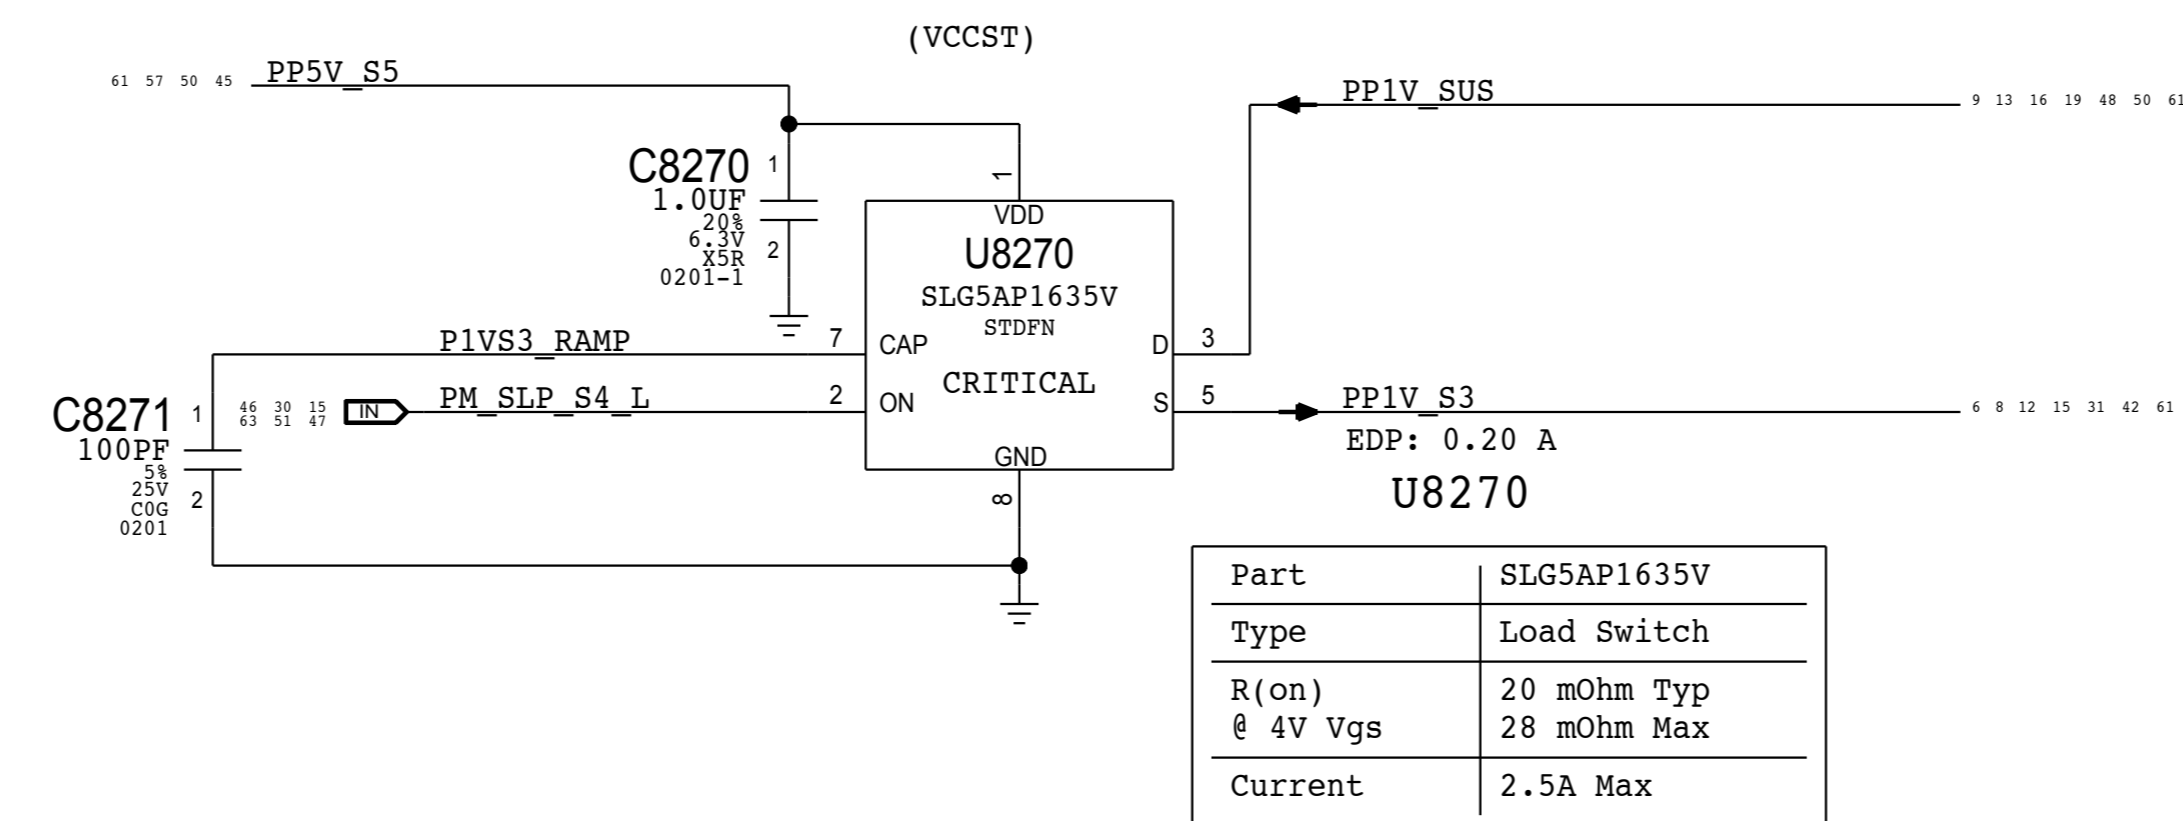 (VCCST)
61 57 50 45 PP5V_S5
PP1V_SUS 9 13 16 19 48 50 61
C8270 1
1.0UF
20%
6.3V
X5R
0201-1
2
1
VDD
U8270
SLG5AP1635V
STDFN
CRITICAL
P1VS3_RAMP 7 CAP
D 3
C8271 1
100PF
5%
25V
C0G
0201
2
46 30 15
63 51 47
IN PM_SLP_S4_L 2 ON
S 5 PP1V_S3 6 8 12 15 31 42 61
EDP: 0.20 A
GND
8
U8270
Part SLG5AP1635V
Type Load Switch
R(on) 20 mOhm Typ
@ 4V Vgs 28 mOhm Max
Current 2.5A Max